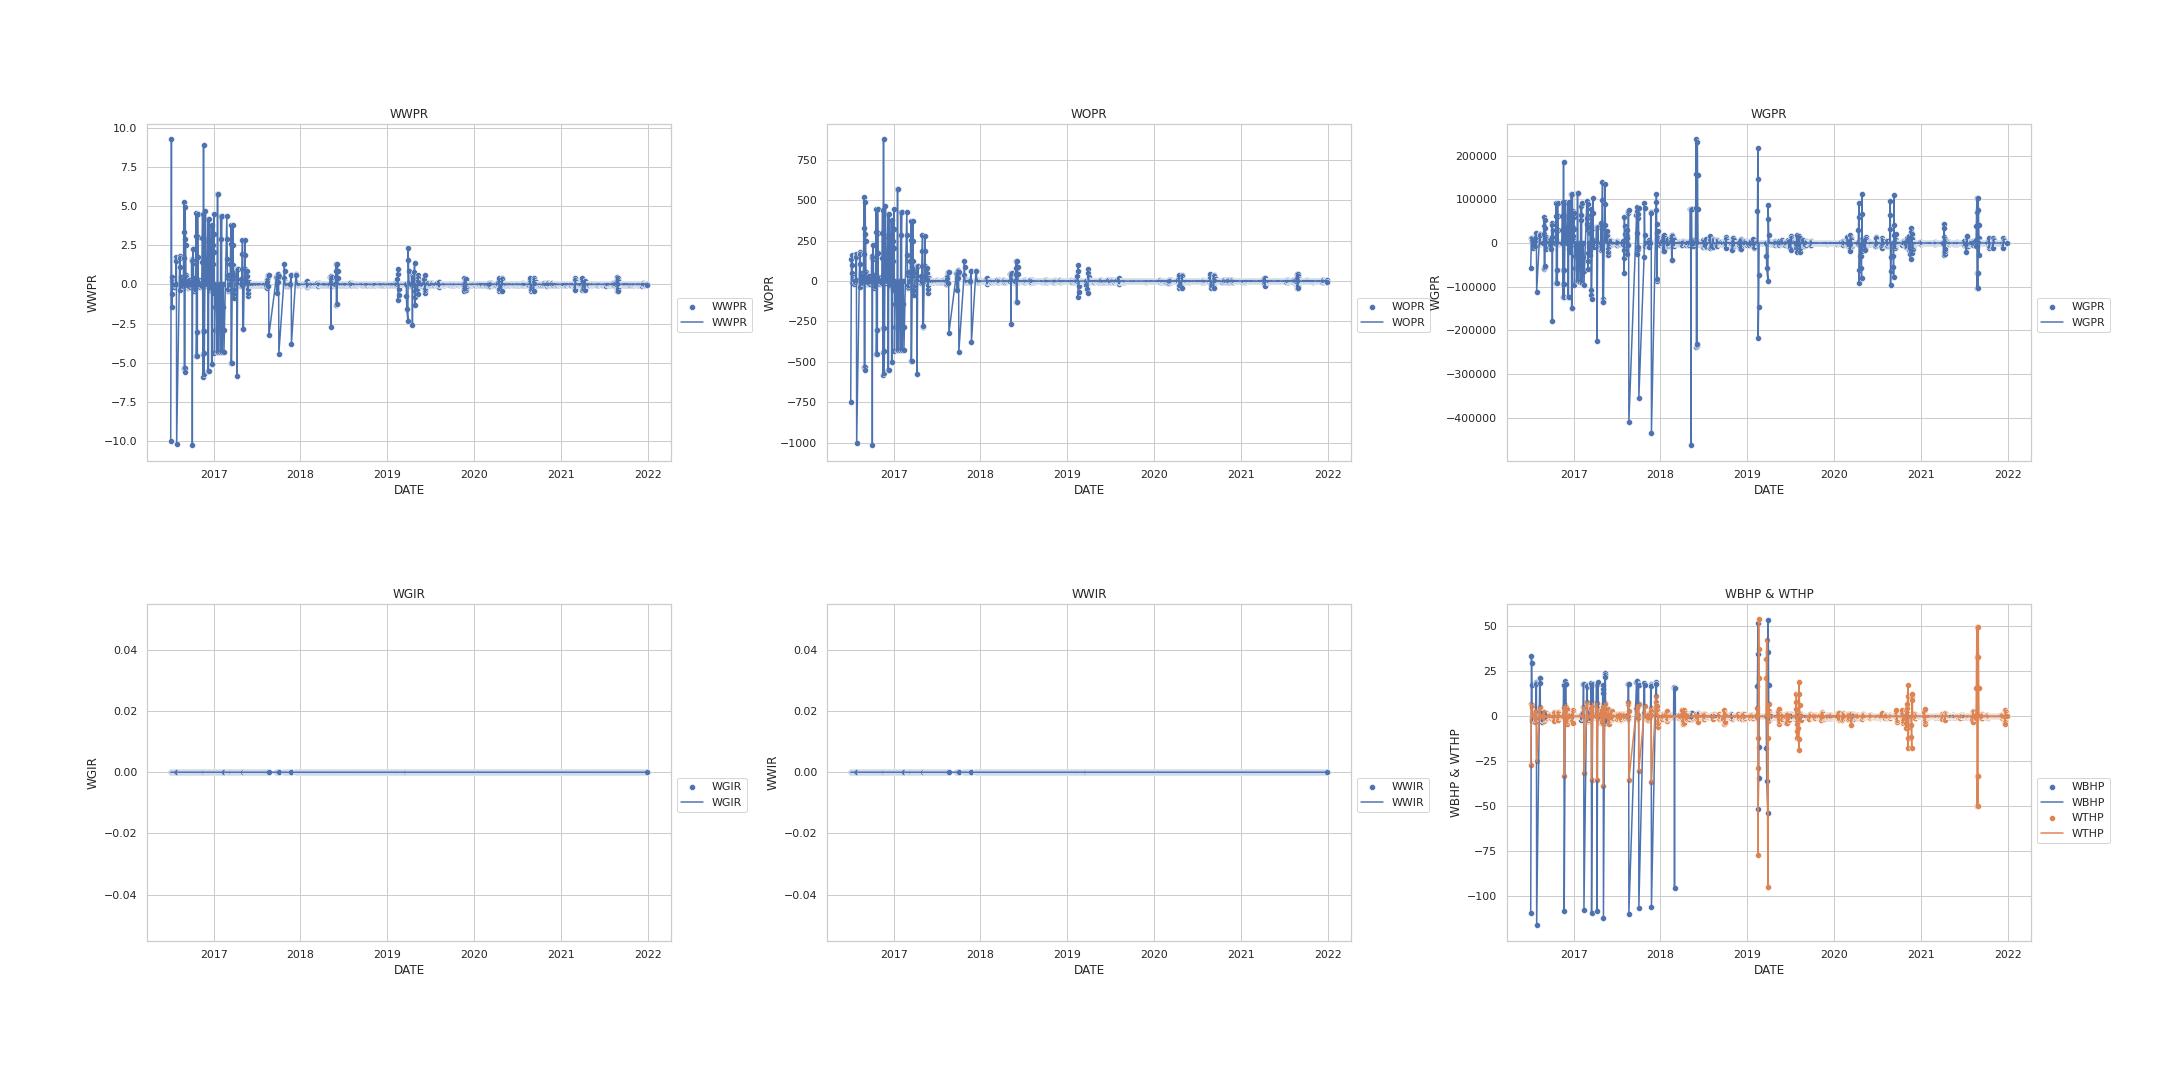 WWPR
WWPR
10.0
7.5
5.0
2.5
0.0
−2.5
−5.0
−7.5
−10.0
2017 2018 2019 2020 2021 2022
DATE
WWPR
WWPR
WOPR
WOPR
750
500
250
0
−250
−500
−750
−1000
2017 2018 2019 2020 2021 2022
DATE
WOPR
WOPR
WGPR
WGPR
200000
100000
0
−100000
−200000
−300000
−400000
2017 2018 2019 2020 2021 2022
DATE
WGPR
WGPR
WGIR
WGIR
0.04
0.02
0.00
−0.02
−0.04
2017 2018 2019 2020 2021 2022
DATE
WGIR
WGIR
WWIR
WWIR
0.04
0.02
0.00
−0.02
−0.04
2017 2018 2019 2020 2021 2022
DATE
WWIR
WWIR
WBHP & WTHP
WBHP & WTHP
50
25
0
−25
−50
−75
−100
2017 2018 2019 2020 2021 2022
DATE
WBHP
WBHP
WTHP
WTHP